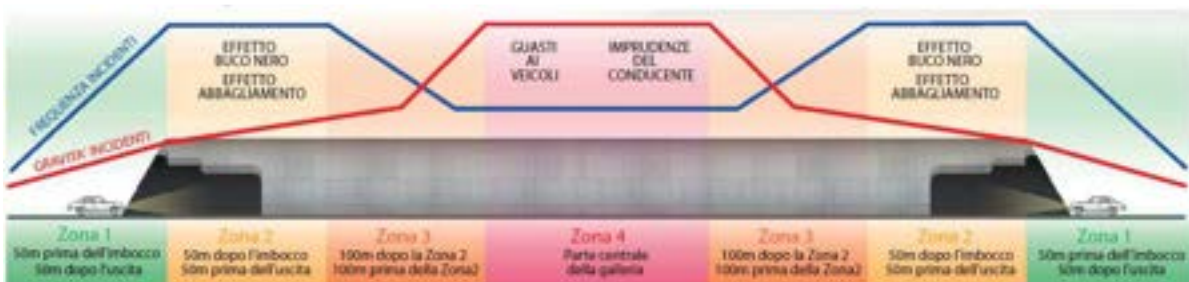 FREQUENZA INCIDENTI
GRAVITA' INCIDENTI
EFFETTO
BUCO NERO
EFFETTO
ABBAGLIAMENTO
GUASTI
AI
VEICOLI
IMPRUDENZE
DEL
CONDUCENTE
EFFETTO
BUCO NERO
EFFETTO
ABBAGLIAMENTO
Zona 1
50m prima dell'imbocco
50m dopo l'uscita
Zona 2
50m dopo l'imbocco
50m prima dell'uscita
Zona 3
100m dopo la Zona 2
100m prima della Zona2
Zona 4
Parte centrale
della galleria
Zona 3
100m dopo la Zona 2
100m prima della Zona2
Zona 2
50m dopo l'imbocco
50m prima dell'uscita
Zona 1
50m prima dell'imbocco
50m dopo l'uscita